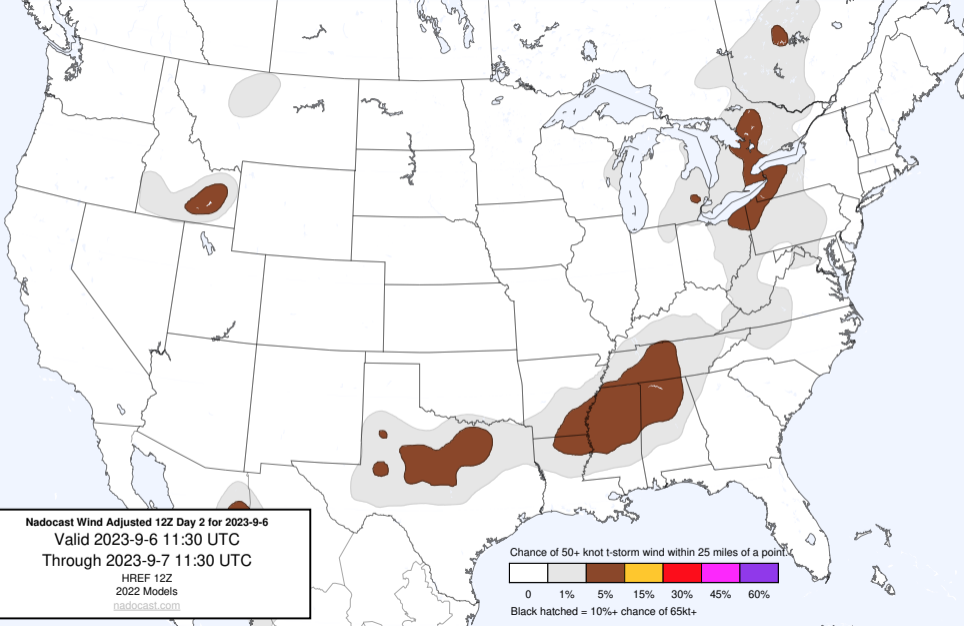 Nadocast Wind Adjusted 12Z Day 2 for 2023-9-6
Valid 2023-9-6 11:30 UTC
Through 2023-9-7 11:30 UTC
HREF 12Z
2022 Models
nadocast.com
Chance of 50+ knot t-storm wind within 25 miles of a point.
0 1% 5% 15% 30% 45% 60%
Black hatched = 10%+ chance of 65kt+